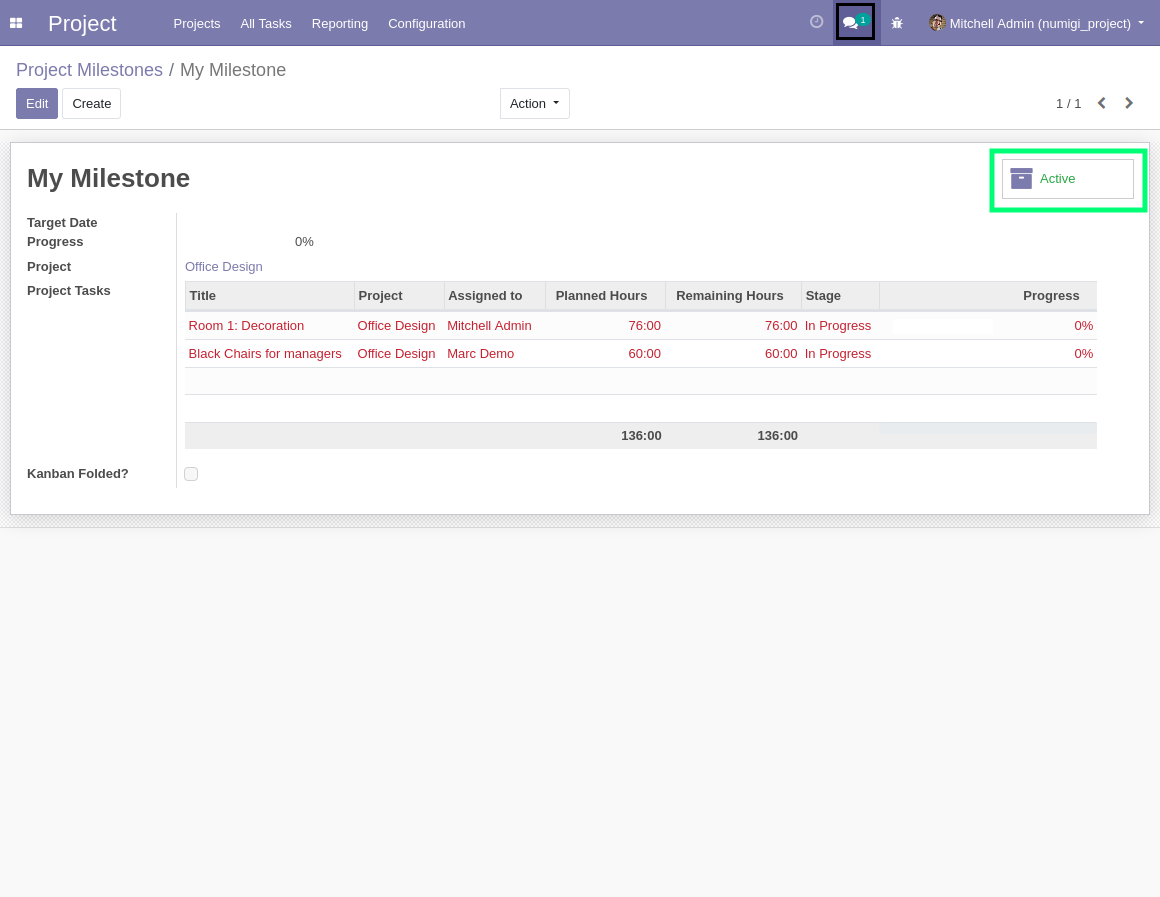 Project Projects All Tasks Reporting Configuration 1 Mitchell Admin (numigi_project)
Project Milestones / My Milestone
Edit Create Action 1 / 1
My Milestone Active
Target Date
Progress 0%
Project Office Design
Project Tasks
Title Project Assigned to Planned Hours Remaining Hours Stage Progress
Room 1: Decoration Office Design Mitchell Admin 76:00 76:00 In Progress 0%
Black Chairs for managers Office Design Marc Demo 60:00 60:00 In Progress 0%
136:00 136:00
Kanban Folded?